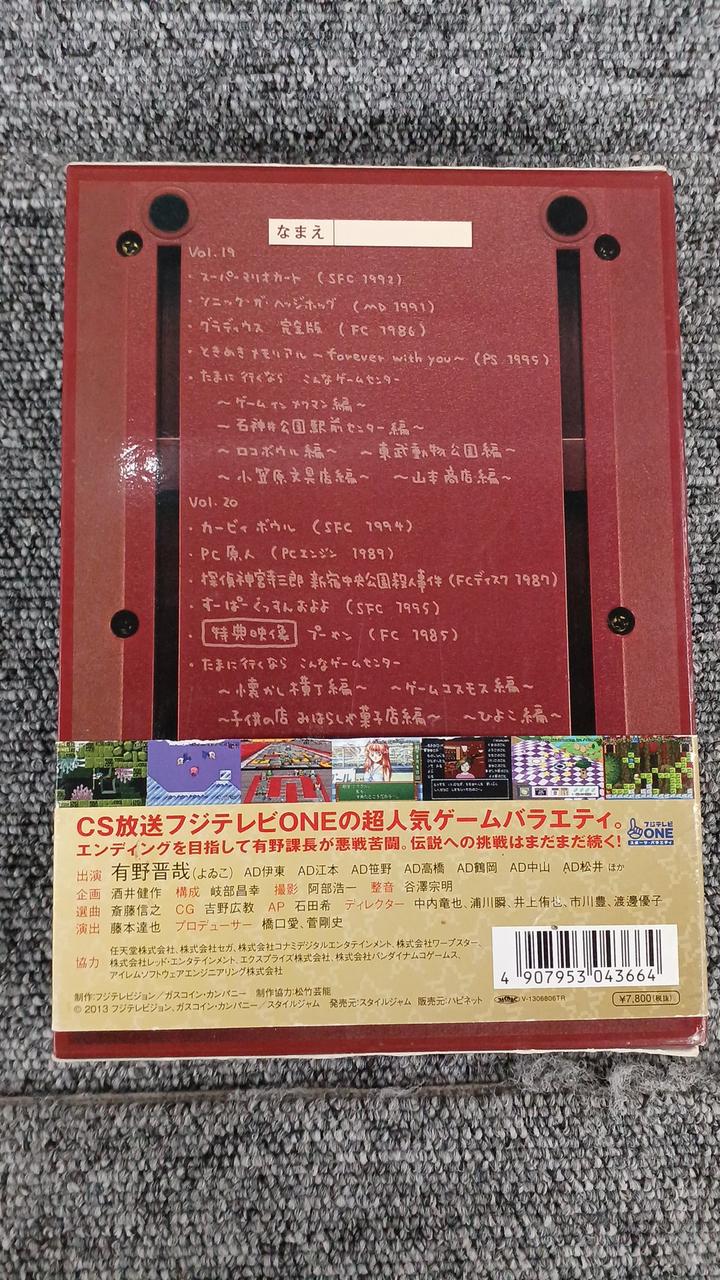 なまえ
Vol.19
・スーパーマリオカート (SFC 1992)
・ソニック・ザ・ヘッジホッグ (MD 1991)
・グラディウス 完全版 (FC 1986)
・ときめきメモリアル~forever with you~ (PS 1995)
・たまに行くなら こんなゲームセンター
~ゲームインナワマン編~
~石神井公園駅前センター編~
~ロコボウル編~ ~東武動物公園編~
~小笠原文具店編~ ~山本商店編~
Vol.20
・カービィボウル (SFC 1994)
・PC原人 (PCエンジン 1989)
・探偵神宮寺三郎 新宿中央公園殺人事件 (FCディスク 1987)
・すーぱーぐっすんおよよ (SFC 1995)
・特典映像 プーヤン (FC 1985)
・たまに行くなら こんなゲームセンター
~懐かし横丁編~ ~ゲームコスモス編~
~子供の店 みはらしや菓子店編~ ~ひよこ編~
CS放送フジテレビONEの超人気ゲームバラエティ。
エンディングを目指して有野課長が悪戦苦闘。伝説への挑戦はまだまだ続く!
フジテレビ
ONE
スポーツ・バラエティ
出演 有野晋哉(よゐこ) AD伊東 AD江本 AD笹野 AD高橋 AD鶴岡 AD中山 AD松井 ほか
企画 酒井健作 構成 岐部昌幸 撮影 阿部浩一 整音 谷澤宗明
選曲 斎藤信之 CG 吉野広教 AP 石田希 ディレクター 中内竜也、浦川瞬、井上侑也、市川豊、渡邊優子
演出 藤本達也 プロデューサー 橋口愛、菅剛史
協力 任天堂株式会社、株式会社セガ、株式会社コナミデジタルエンタテインメント、株式会社ワープスター、
株式会社レッド・エンタテインメント、エクスプライズ株式会社、株式会社バンダイナムコゲームス、
アイレムソフトウェアエンジニアリング株式会社
制作:フジテレビジョン/ガスコイン・カンパニー 制作協力:松竹芸能
© 2013 フジテレビジョン、ガスコイン・カンパニー/スタイルジャム 発売元:スタイルジャム 販売元:ハピネット
4 907953 043664
V-1306806TR
¥7,800(税抜)